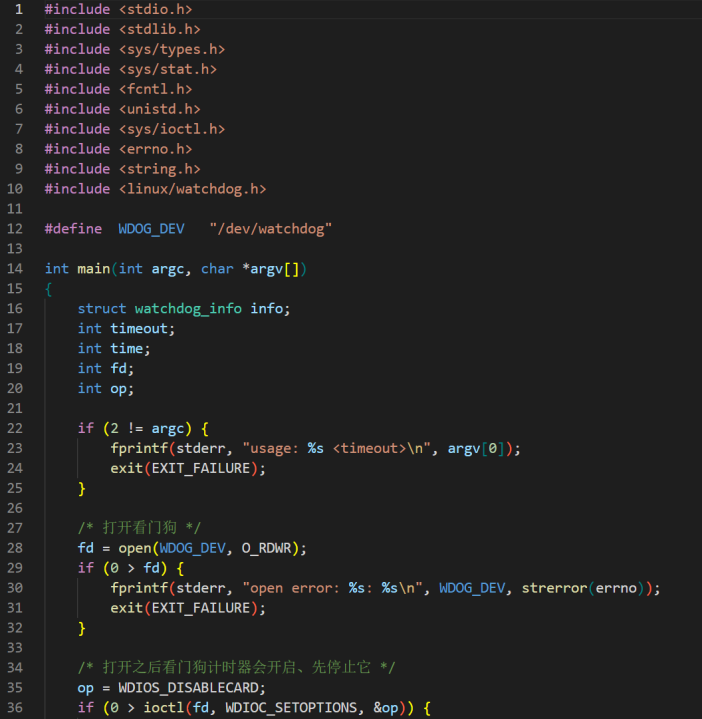 1 #include <stdio.h>
2 #include <stdlib.h>
3 #include <sys/types.h>
4 #include <sys/stat.h>
5 #include <fcntl.h>
6 #include <unistd.h>
7 #include <sys/ioctl.h>
8 #include <errno.h>
9 #include <string.h>
10 #include <linux/watchdog.h>
11
12 #define  WDOG_DEV   "/dev/watchdog"
13
14 int main(int argc, char *argv[])
15 {
16     struct watchdog_info info;
17     int timeout;
18     int time;
19     int fd;
20     int op;
21
22     if (2 != argc) {
23         fprintf(stderr, "usage: %s <timeout>\n", argv[0]);
24         exit(EXIT_FAILURE);
25     }
26
27     /* 打开看门狗 */
28     fd = open(WDOG_DEV, O_RDWR);
29     if (0 > fd) {
30         fprintf(stderr, "open error: %s: %s\n", WDOG_DEV, strerror(errno));
31         exit(EXIT_FAILURE);
32     }
33
34     /* 打开之后看门狗计时器会开启、先停止它 */
35     op = WDIOS_DISABLECARD;
36     if (0 > ioctl(fd, WDIOC_SETOPTIONS, &op)) {